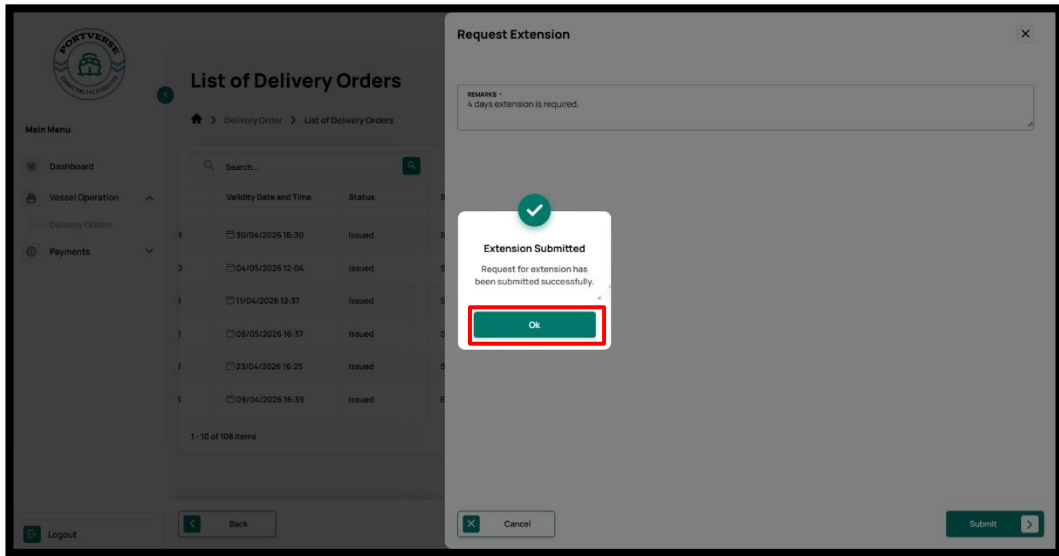 PORTVERSE
Request Extension
List of Delivery Orders
REMARKS *
4 days extension is required.
Delivery Order > List of Delivery Orders
Main Menu
Search...
Dashboard
Validity Date and Time Status S
Vessel Operation
Delivery Orders
30/04/2026 16:30 Issued S
Payments
04/05/2026 12:04 Issued S
11/04/2026 12:37 Issued S
06/05/2026 16:37 Issued S
23/04/2026 16:25 Issued S
09/04/2026 16:39 Issued E
Extension Submitted
Request for extension has
been submitted successfully.
Ok
1 - 10 of 108 items
Logout
Back
Cancel
Submit